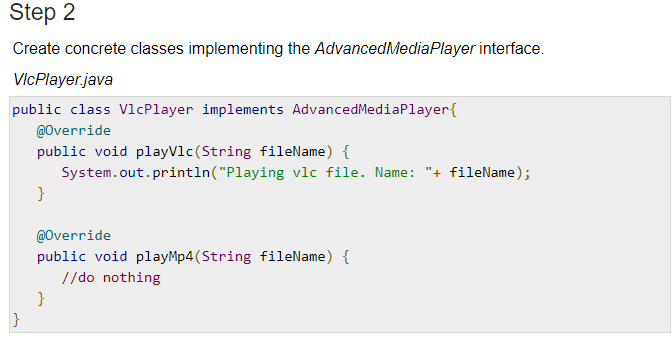 Step 2
Create concrete classes implementing the AdvancedMediaPlayer interface.
VlcPlayer.java
public class VlcPlayer implements AdvancedMediaPlayer{
   @Override
   public void playVlc(String fileName) {
      System.out.println("Playing vlc file. Name: "+ fileName);
   }

   @Override
   public void playMp4(String fileName) {
      //do nothing
   }
}